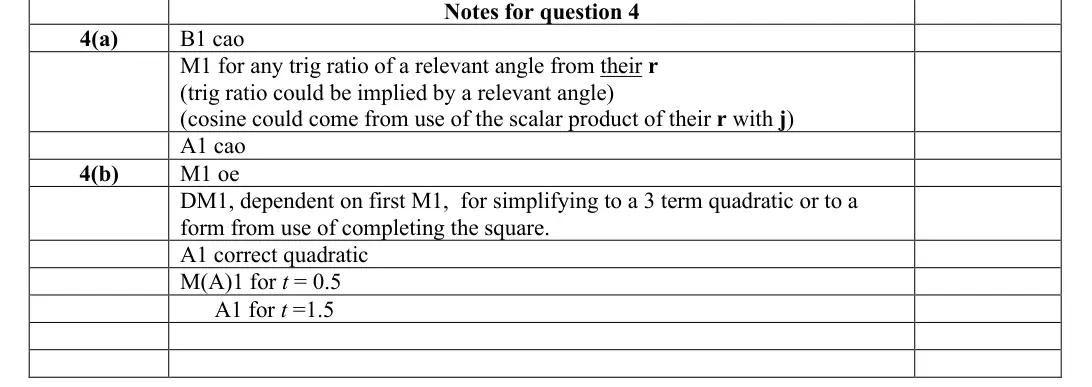 Notes for question 4
4(a) B1 cao
M1 for any trig ratio of a relevant angle from their r
(trig ratio could be implied by a relevant angle)
(cosine could come from use of the scalar product of their r with j)
A1 cao
4(b) M1 oe
DM1, dependent on first M1, for simplifying to a 3 term quadratic or to a
form from use of completing the square.
A1 correct quadratic
M(A)1 for t = 0.5
A1 for t =1.5